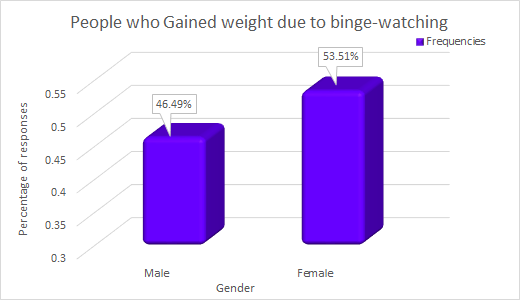 People who Gained weight due to binge-watching
Frequencies
53.51%
46.49%
0.55
0.5
0.45
0.4
0.35
0.3
Percentage of responses
Male Female
Gender